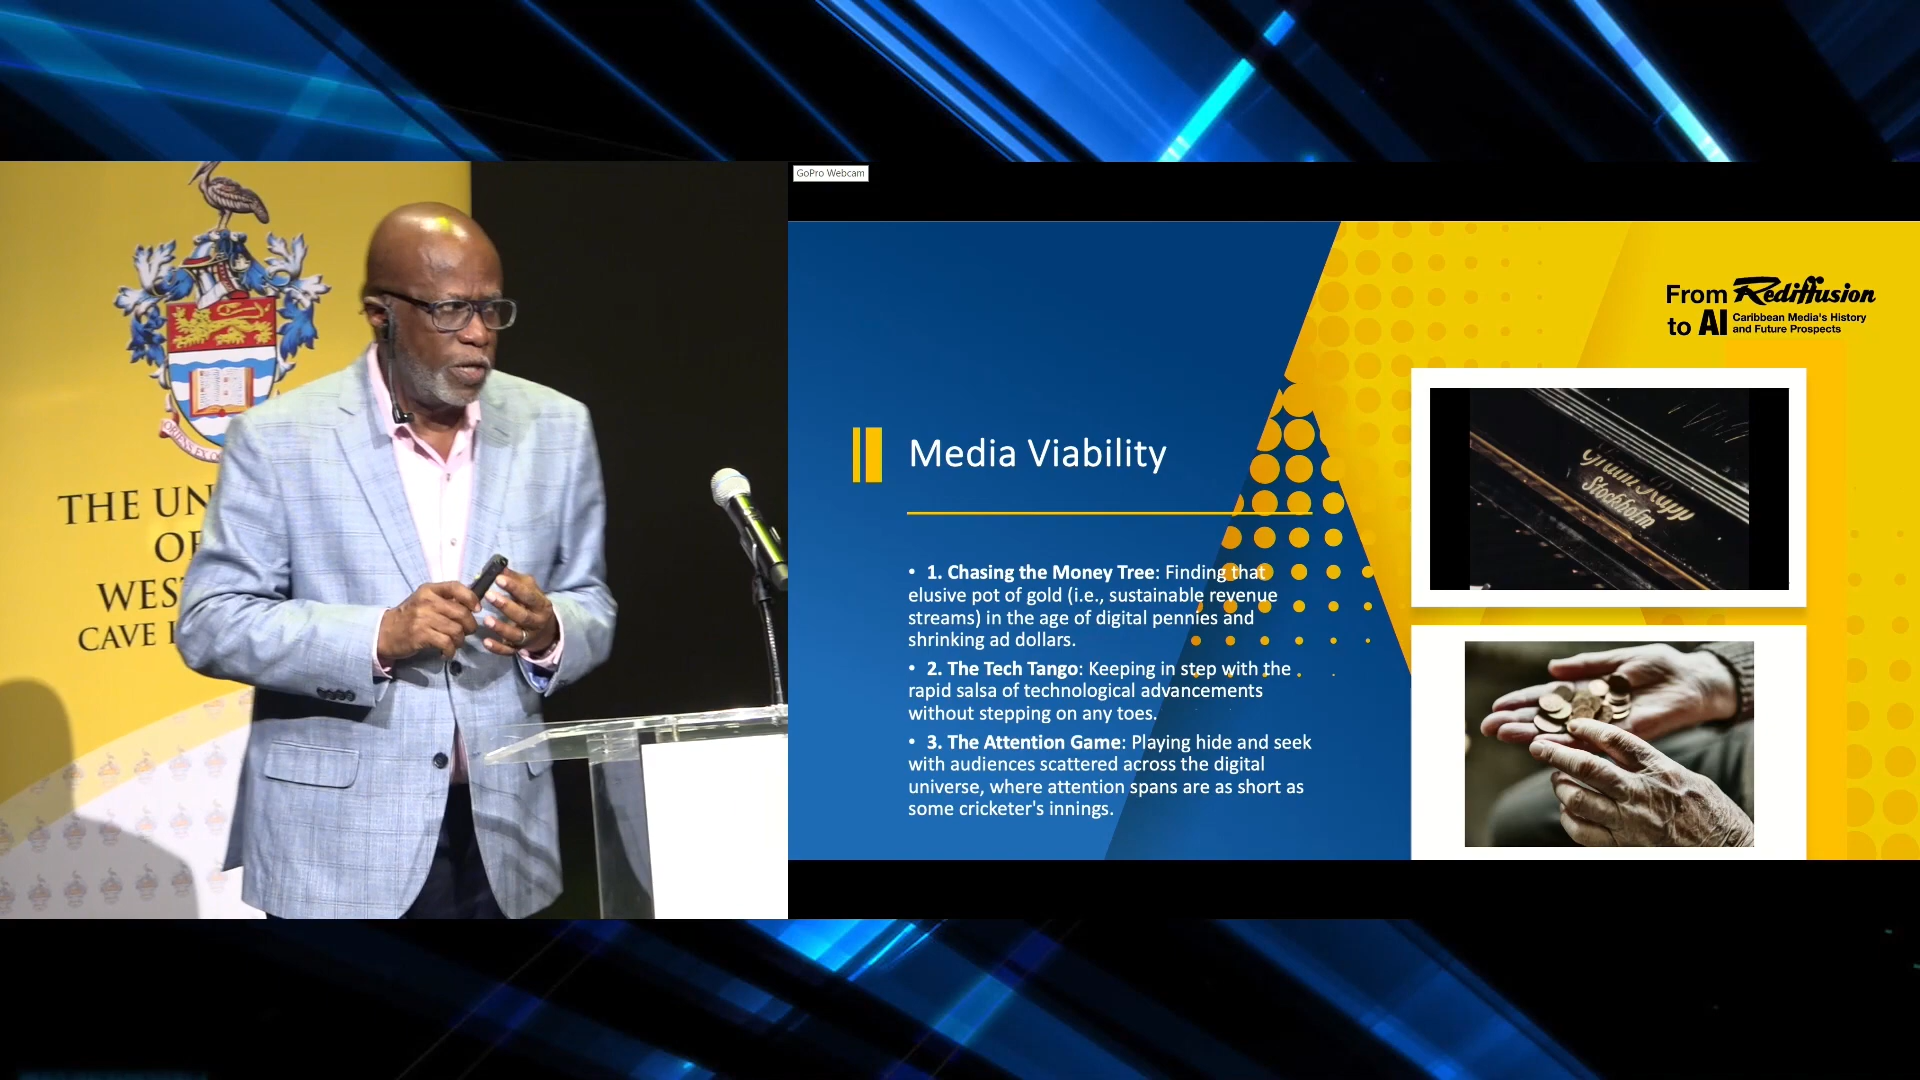 THE UN
OF
WES
CAVE
GoPro Webcam
From Rediffusion
to AI Caribbean Media's History
and Future Prospects
Media Viability
• 1. Chasing the Money Tree: Finding that
elusive pot of gold (i.e., sustainable revenue
streams) in the age of digital pennies and
shrinking ad dollars.
• 2. The Tech Tango: Keeping in step with the
rapid salsa of technological advancements
without stepping on any toes.
• 3. The Attention Game: Playing hide and seek
with audiences scattered across the digital
universe, where attention spans are as short as
some cricketer's innings.
Stockholm